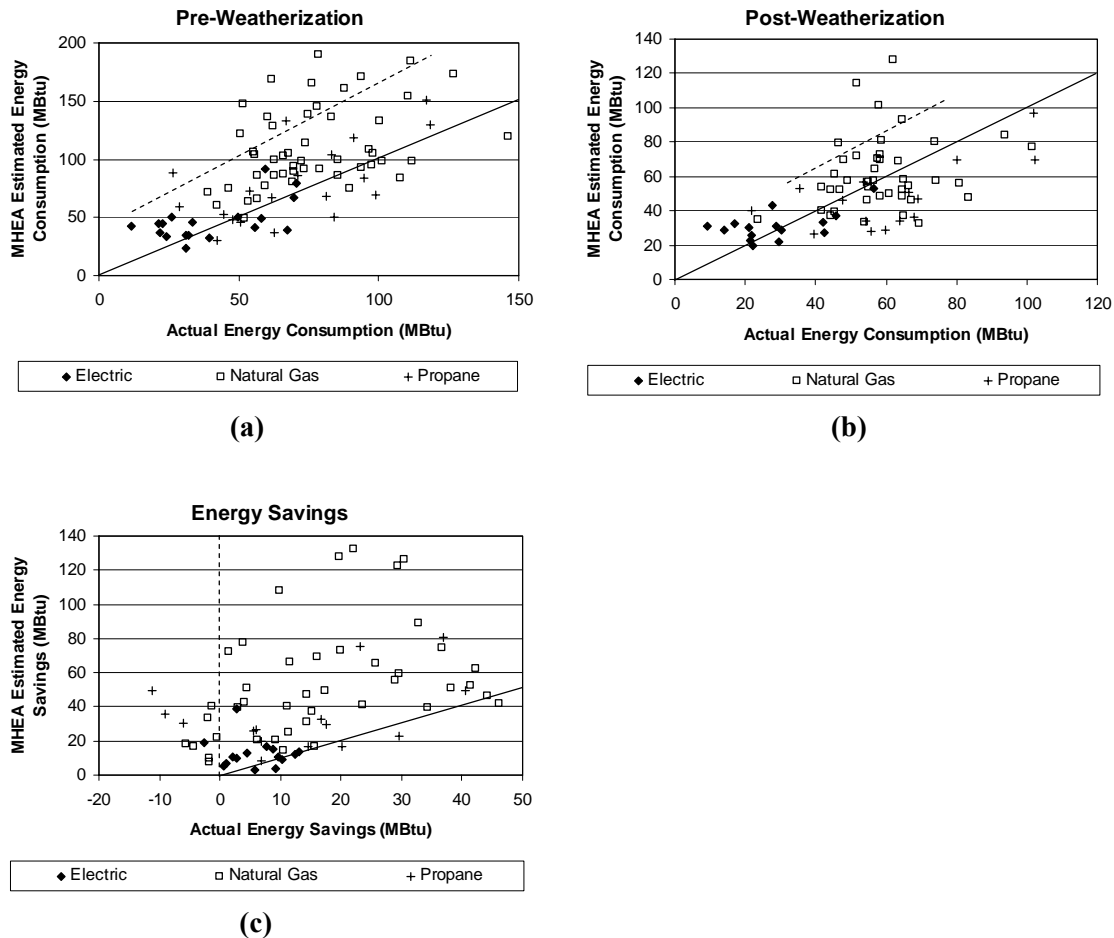 Pre-Weatherization
MHEA Estimated Energy
Consumption (MBtu)
200
150
100
50
0
0 50 100 150
Actual Energy Consumption (MBtu)
Electric Natural Gas Propane
(a)
Post-Weatherization
MHEA Estimated Energy
Consumption (MBtu)
140
120
100
80
60
40
20
0
0 20 40 60 80 100 120
Actual Energy Consumption (MBtu)
Electric Natural Gas Propane
(b)
Energy Savings
MHEA Estimated Energy
Savings (MBtu)
140
120
100
80
60
40
20
0
-20 -10 0 10 20 30 40 50
Actual Energy Savings (MBtu)
Electric Natural Gas Propane
(c)